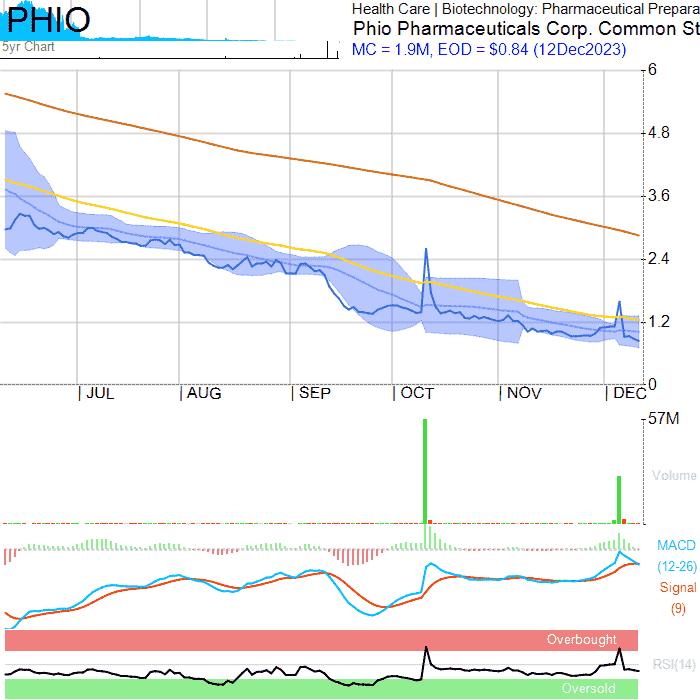 PHIO
Health Care | Biotechnology: Pharmaceutical Prepara
Phio Pharmaceuticals Corp. Common St
5yr Chart
MC = 1.9M, EOD = $0.84 (12Dec2023)
6
4.8
3.6
2.4
1.2
0
| JUL | AUG | SEP | OCT | NOV | DEC
57M
Volume
MACD
(12-26)
Signal
(9)
Overbought
RSI(14)
Oversold